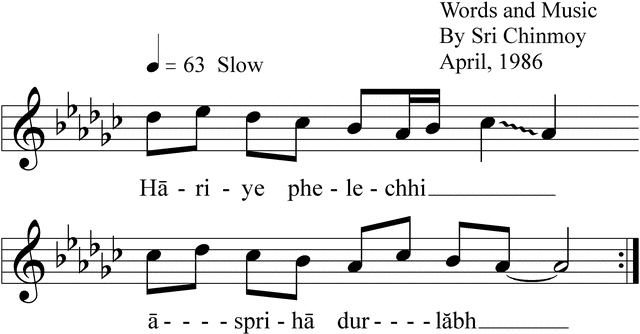 Words and Music
By Sri Chinmoy
= 63 Slow
April, 1986
Hā - ri - ye phe - le - chhi
ā - - - - spri - hā dur - - - - lăbh